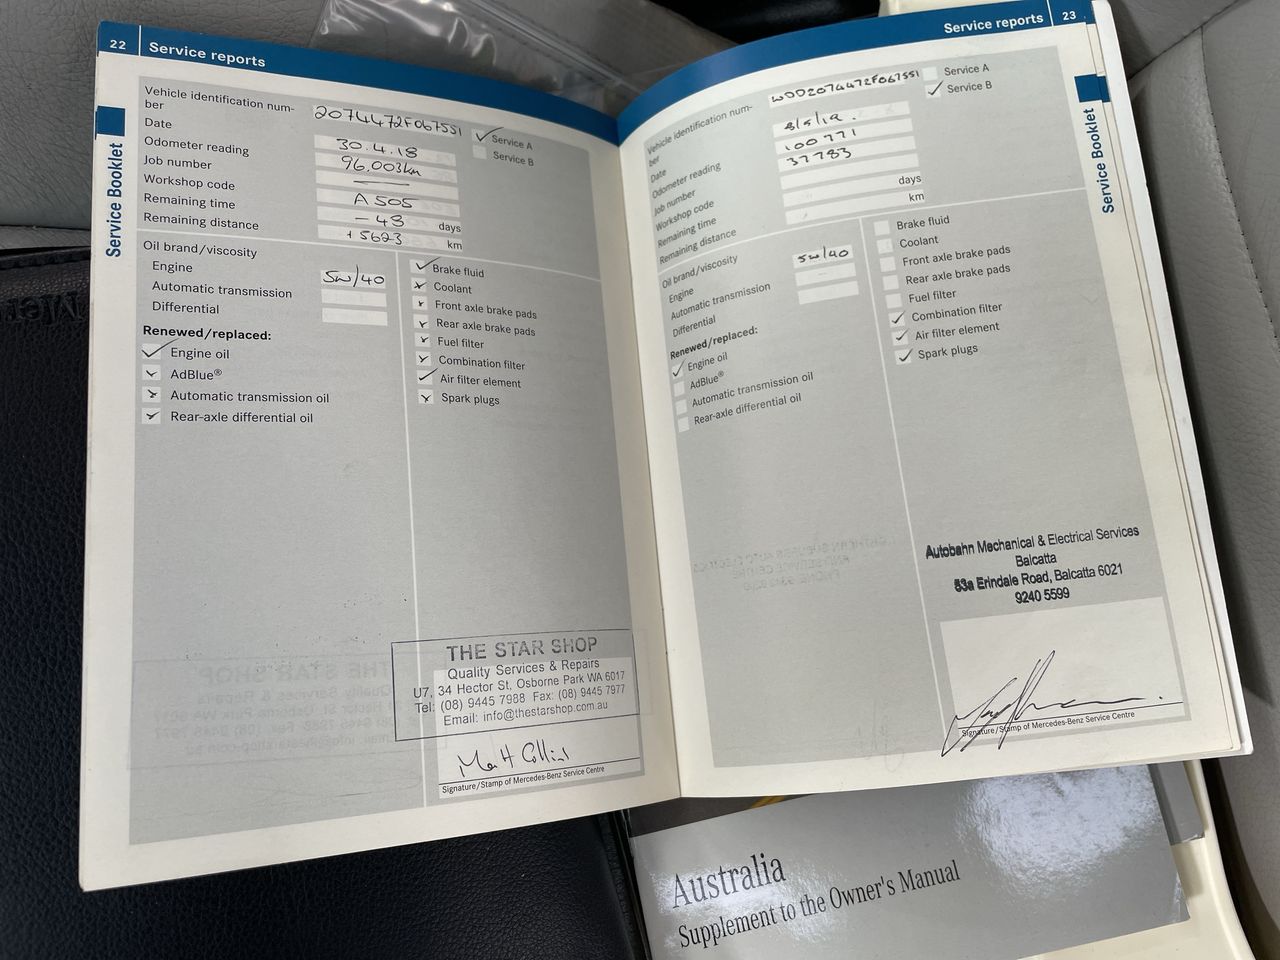 22 Service reports
Service Booklet
Vehicle identification num-
ber
2074472F067551
Service A
Service B
Date 30.4.18
Odometer reading 96,003km
Job number
Workshop code A505
Remaining time -43 days
Remaining distance +5623 km
Oil brand/viscosity
Engine 5W/40
Automatic transmission
Differential
Renewed/replaced:
Engine oil
AdBlue®
Automatic transmission oil
Rear-axle differential oil
Brake fluid
Coolant
Front axle brake pads
Rear axle brake pads
Fuel filter
Combination filter
Air filter element
Spark plugs
THE STAR SHOP
Quality Services & Repairs
U7, 34 Hector St, Osborne Park WA 6017
Tel: (08) 9445 7988 Fax: (08) 9445 7977
Email: info@thestarshop.com.au
Matt Collins
Signature/Stamp of Mercedes-Benz Service Centre
Service reports 23
Service Booklet
Vehicle identification num-
ber
WDD2074472F067551
Service A
Service B
Date 8/5/19.
Odometer reading 100771
Job number 37783
Workshop code
Remaining time days
Remaining distance km
Oil brand/viscosity
Engine 5W/40
Automatic transmission
Differential
Renewed/replaced:
Engine oil
AdBlue®
Automatic transmission oil
Rear-axle differential oil
Brake fluid
Coolant
Front axle brake pads
Rear axle brake pads
Fuel filter
Combination filter
Air filter element
Spark plugs
Autobahn Mechanical & Electrical Services
Balcatta
53a Erindale Road, Balcatta 6021
9240 5599
Signature/Stamp of Mercedes-Benz Service Centre
Australia
Supplement to the Owner's Manual